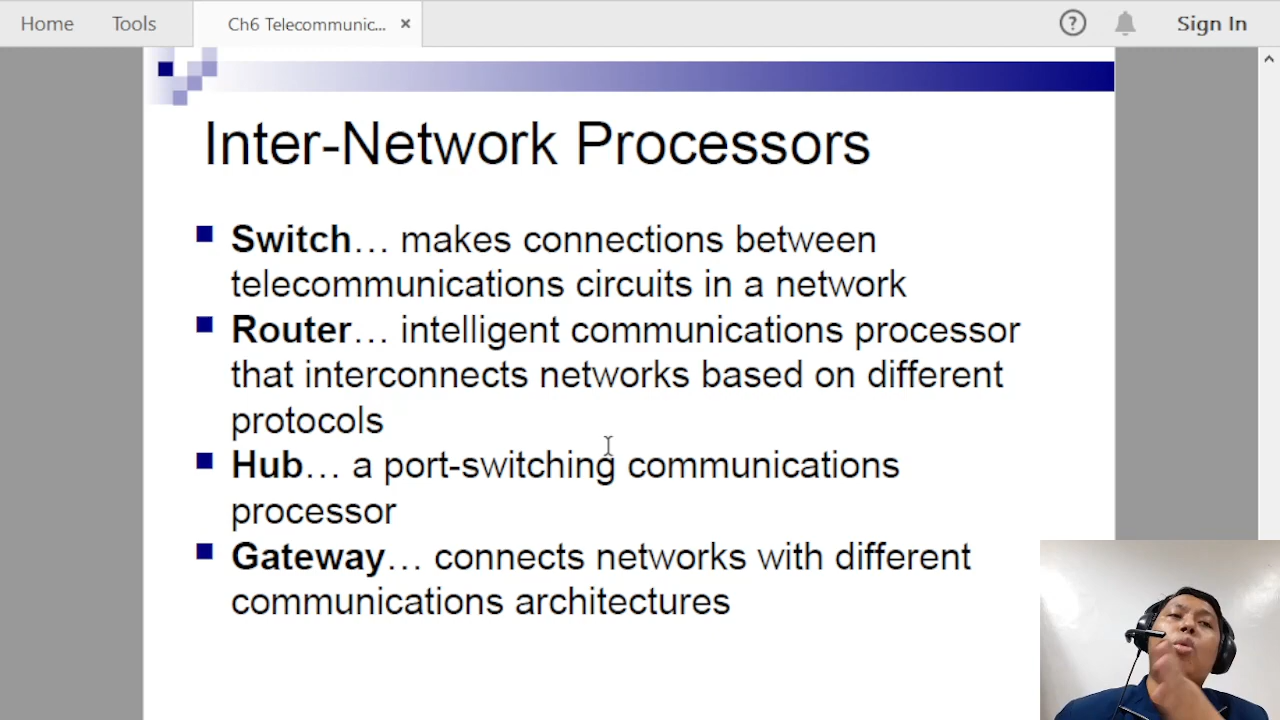 Home Tools Ch6 Telecommunic... × ? Sign In
Inter-Network Processors
Switch… makes connections between
telecommunications circuits in a network
Router… intelligent communications processor
that interconnects networks based on different
protocols
Hub… a port-switching communications
processor
Gateway… connects networks with different
communications architectures